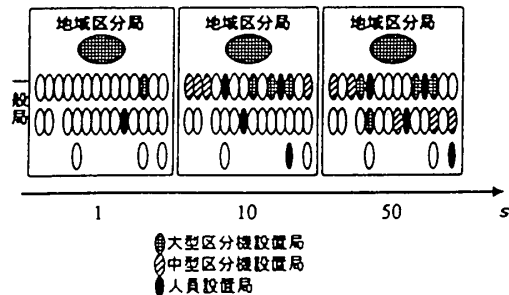 地域区分局 地域区分局 地域区分局
一般局
1 10 50 s
大型区分機設置局
中型区分機設置局
人員設置局